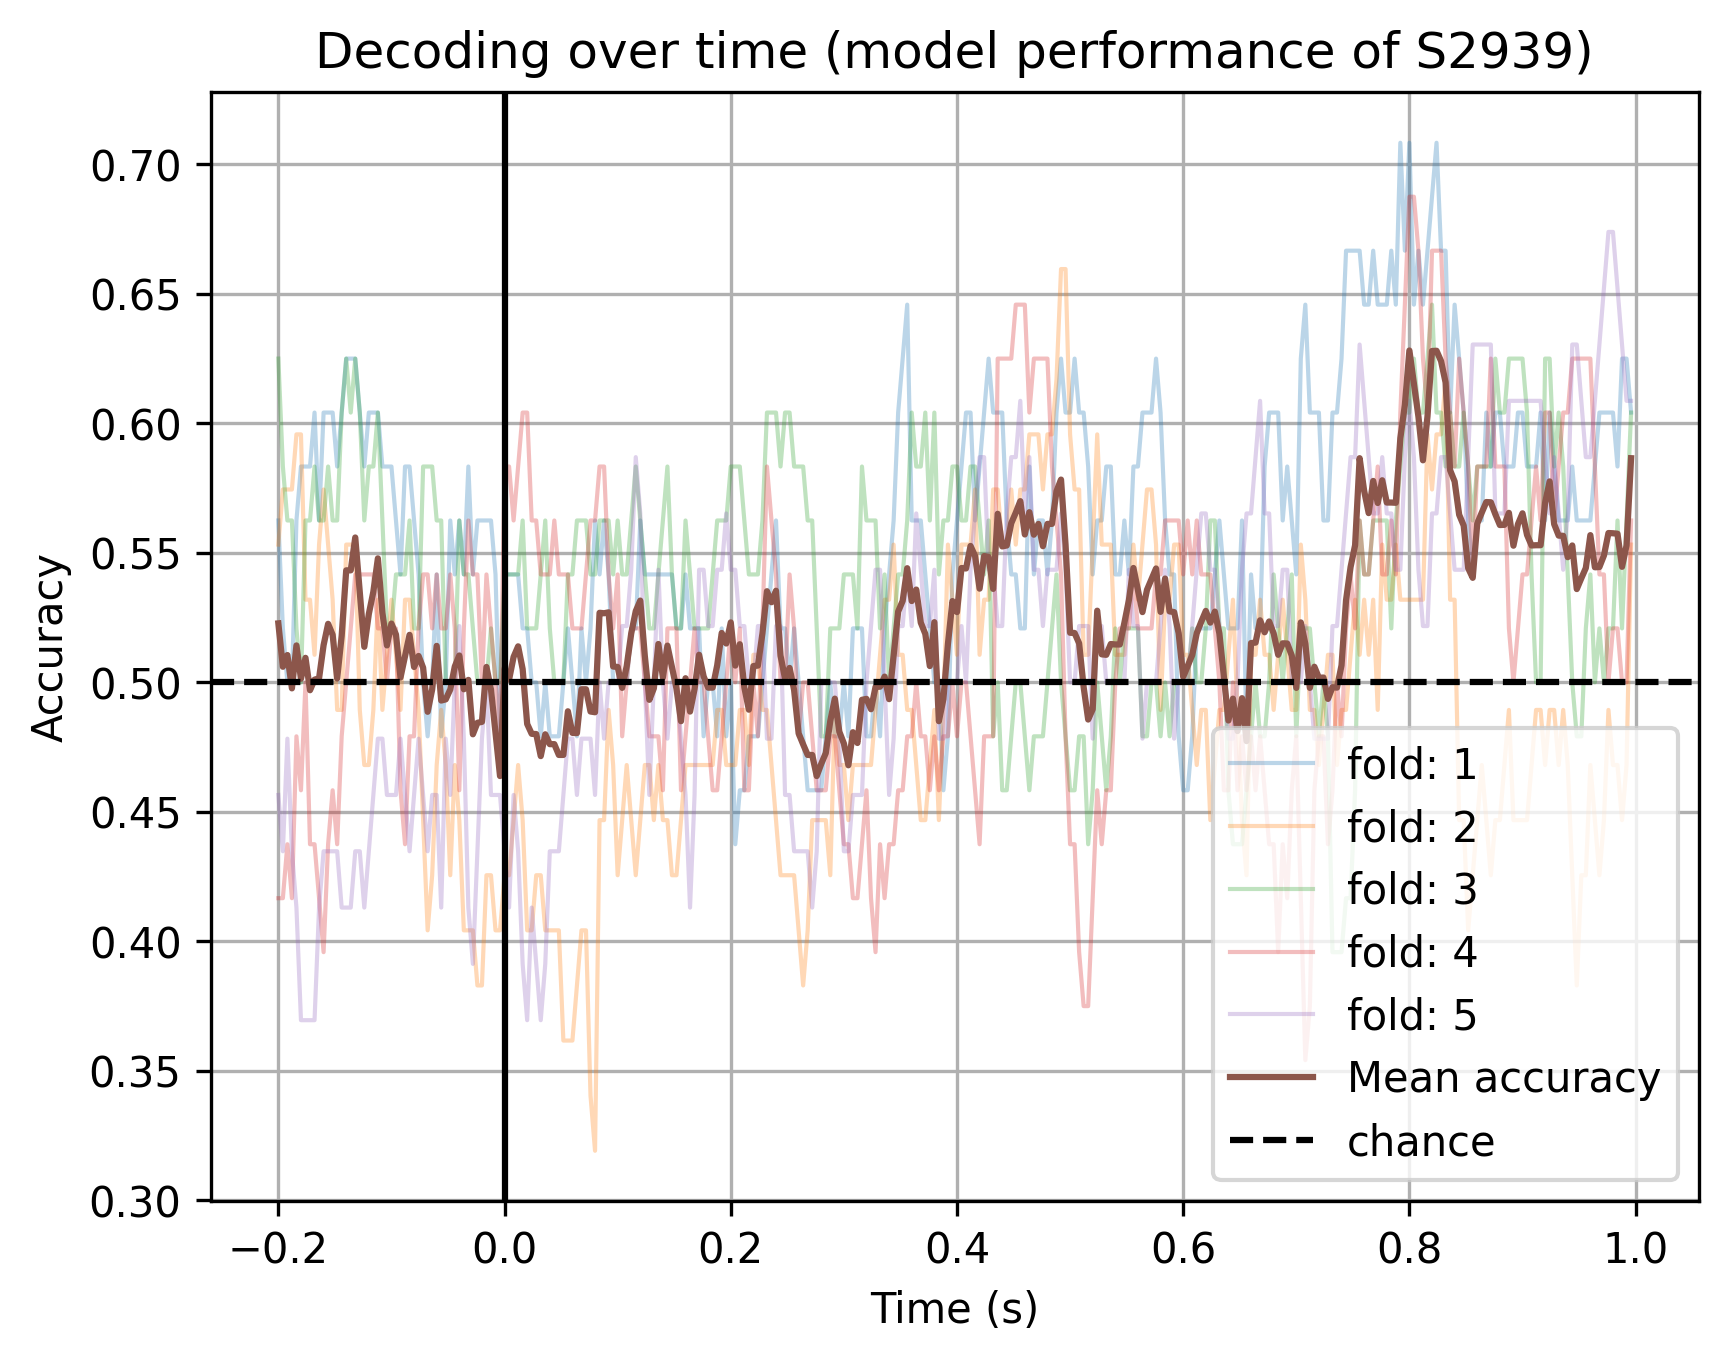 Decoding over time (model performance of S2939)
Accuracy
0.70
0.65
0.60
0.55
0.50
0.45
0.40
0.35
0.30
−0.2
0.0
0.2
0.4
0.6
0.8
1.0
Time (s)
fold: 1
fold: 2
fold: 3
fold: 4
fold: 5
Mean accuracy
chance